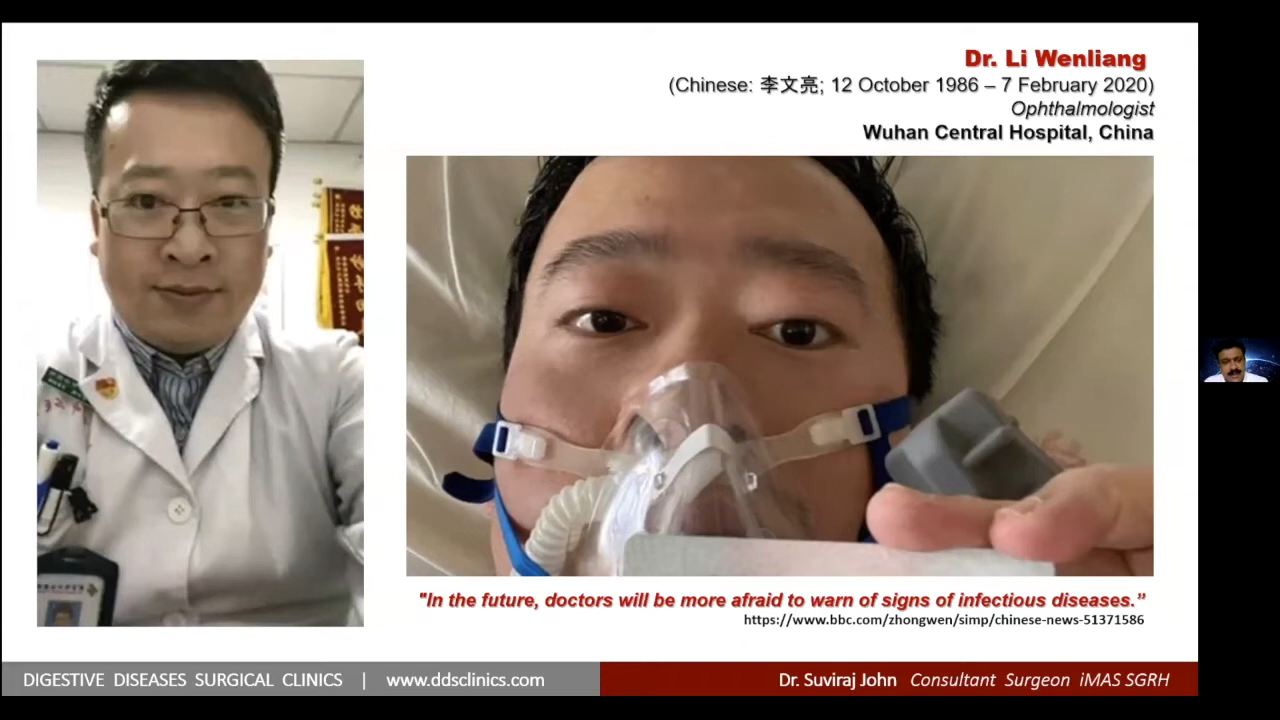 Dr. Li Wenliang
(Chinese: 李文亮; 12 October 1986 – 7 February 2020)
Ophthalmologist
Wuhan Central Hospital, China
"In the future, doctors will be more afraid to warn of signs of infectious diseases.”
https://www.bbc.com/zhongwen/simp/chinese-news-51371586
DIGESTIVE DISEASES SURGICAL CLINICS | www.ddsclinics.com
Dr. Suviraj John Consultant Surgeon iMAS SGRH